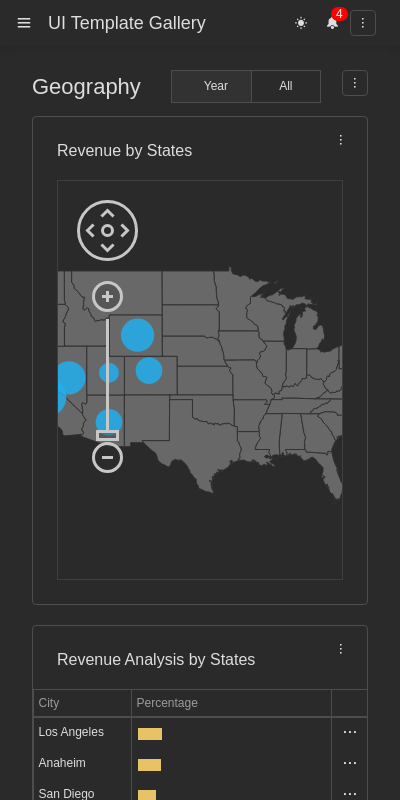 UI Template Gallery
4
Geography
Year
All
Revenue by States
Revenue Analysis by States
City
Percentage
Los Angeles
Anaheim
San Diego